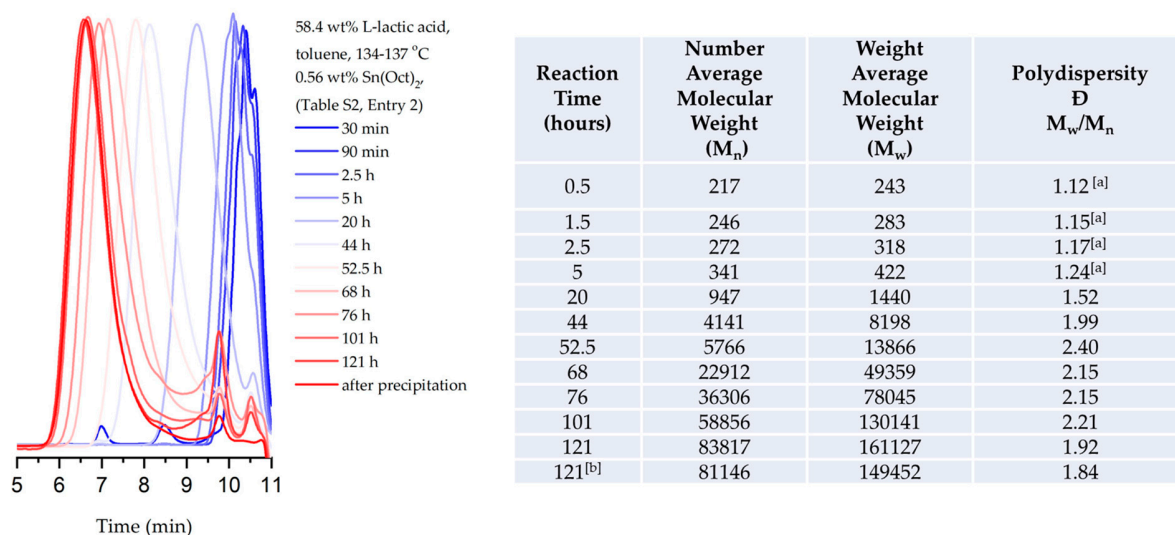 58.4 wt% L-lactic acid,
toluene, 134-137 °C
0.56 wt% Sn(Oct)₂,
(Table S2, Entry 2)
30 min
90 min
2.5 h
5 h
20 h
44 h
52.5 h
68 h
76 h
101 h
121 h
after precipitation
5 6 7 8 9 10 11
Time (min)
Reaction Time (hours) Number Average Molecular Weight (Mₙ) Weight Average Molecular Weight (M_w) Polydispersity Đ M_w/Mₙ
0.5 217 243 1.12 [a]
1.5 246 283 1.15[a]
2.5 272 318 1.17[a]
5 341 422 1.24[a]
20 947 1440 1.52
44 4141 8198 1.99
52.5 5766 13866 2.40
68 22912 49359 2.15
76 36306 78045 2.15
101 58856 130141 2.21
121 83817 161127 1.92
121[b] 81146 149452 1.84